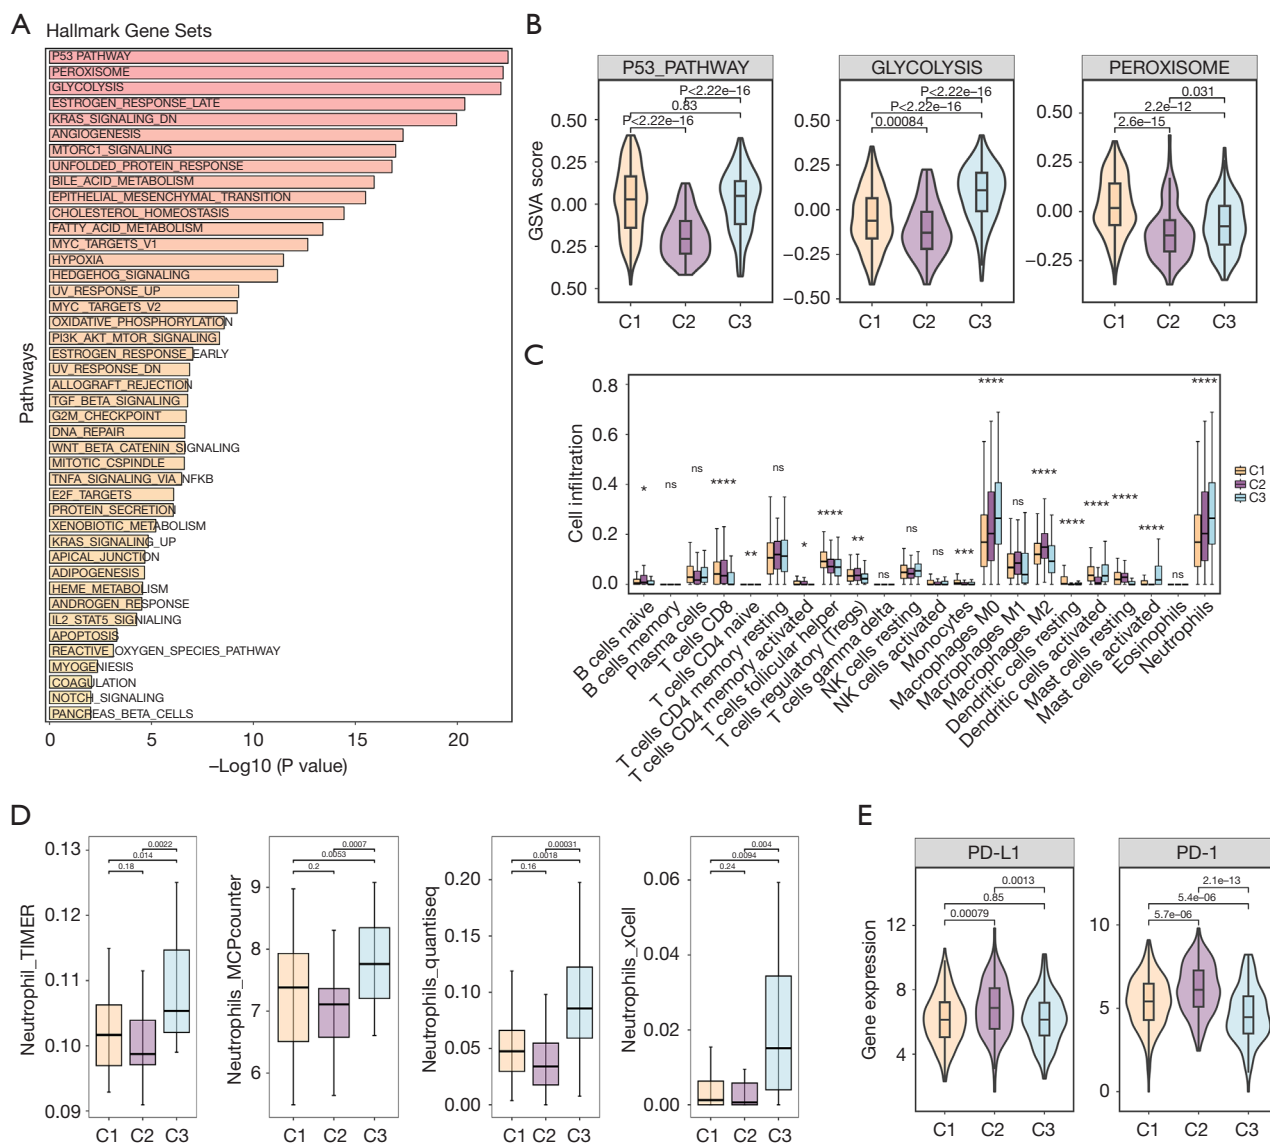 A
Hallmark Gene Sets
P53 PATHWAY
PEROXISOME
GLYCOLYSIS
ESTROGEN_RESPONSE_LATE
KRAS_SIGNALING_DN
ANGIOGENESIS
MTORC1_SIGNALING
UNFOLDED_PROTEIN_RESPONSE
BILE_ACID_METABOLISM
EPITHELIAL_MESENCHYMAL_TRANSITION
CHOLESTEROL_HOMEOSTASIS
FATTY_ACID_METABOLISM
MYC_TARGETS_V1
HYPOXIA
HEDGEHOG_SIGNALING
UV_RESPONSE_UP
MYC_TARGETS_V2
OXIDATIVE_PHOSPHORYLATION
PI3K_AKT_MTOR_SIGNALING
ESTROGEN_RESPONSE_EARLY
UV_RESPONSE_DN
ALLOGRAFT_REJECTION
TGF_BETA_SIGNALING
G2M_CHECKPOINT
DNA_REPAIR
WNT_BETA_CATENIN_SIGNALING
MITOTIC_CSPINDLE
TNFA_SIGNALING_VIA_NFKB
E2F_TARGETS
PROTEIN_SECRETION
XENOBIOTIC_METABOLISM
KRAS_SIGNALING_UP
APICAL_JUNCTION
ADIPOGENESIS
HEME_METABOLISM
ANDROGEN_RESPONSE
IL2_STAT5_SIGNIALING
APOPTOSIS
REACTIVE_OXYGEN_SPECIES_PATHWAY
MYOGENIESIS
COAGULATION
NOTCH_SIGNALING
PANCREAS_BETA_CELLS
Pathways
0 5 10 15 20
−Log10 (P value)
B
P53_PATHWAY
P<2.22e−16
0.83
P<2.22e−16
0.50
0.25
0.00
0.25
0.50
GSVA score
C1 C2 C3
GLYCOLYSIS
P<2.22e−16
P<2.22e−16
0.00084
0.50
0.25
0.00
−0.25
−0.50
C1 C2 C3
PEROXISOME
0.031
2.2e−12
2.6e−15
0.50
0.25
0.00
−0.25
C1 C2 C3
C
0.8
0.6
0.4
0.2
0.0
Cell infiltration
* ns ns **** ** ns * **** ** ns ns ns *** **** ns **** **** **** **** **** ns ****
C1
C2
C3
B cells naive
B cells memory
Plasma cells
T cells CD8
T cells CD4 naive
T cells CD4 memory resting
T cells CD4 memory activated
T cells follicular helper
T cells regulatory (Tregs)
T cells gamma delta
NK cells resting
NK cells activated
Monocytes
Macrophages M0
Macrophages M1
Macrophages M2
Dendritic cells resting
Dendritic cells activated
Mast cells resting
Mast cells activated
Eosinophils
Neutrophils
D
Neutrophil_TIMER
0.13
0.12
0.11
0.10
0.09
0.0022
0.014
0.18
C1 C2 C3
Neutrophils_MCPcounter
9
8
7
6
0.0007
0.0053
0.2
C1 C2 C3
Neutrophils_quantiseq
0.20
0.15
0.10
0.05
0.00
0.00031
0.0018
0.16
C1 C2 C3
Neutrophils_xCell
0.06
0.04
0.02
0.00
0.004
0.0094
0.24
C1 C2 C3
E
PD-L1
0.0013
0.85
0.00079
12
8
4
Gene expression
C1 C2 C3
PD-1
2.1e−13
5.4e−06
5.7e−06
10
5
0
C1 C2 C3